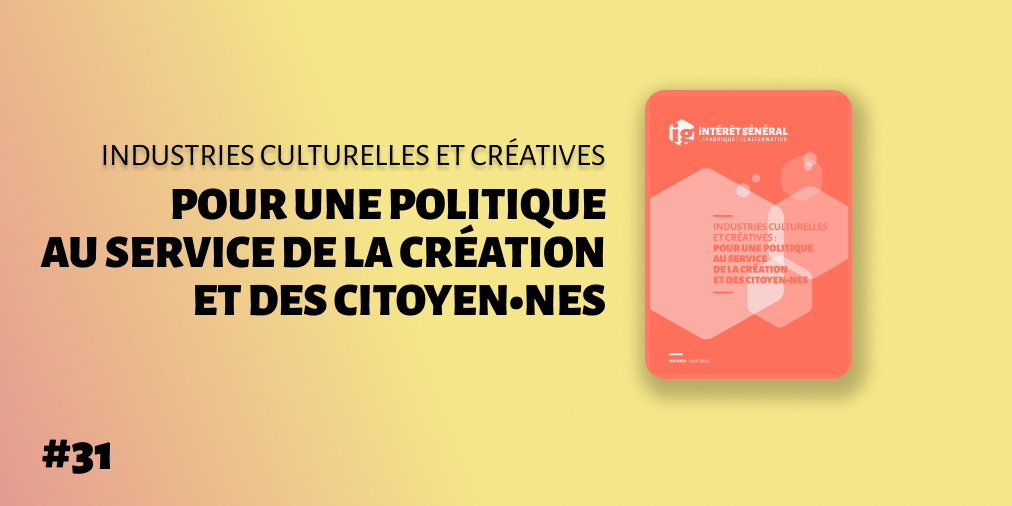 INDUSTRIES CULTURELLES ET CRÉATIVES
POUR UNE POLITIQUE
AU SERVICE DE LA CRÉATION
ET DES CITOYEN•NES
#31
ig INTÉRÊT GÉNÉRAL
LA FABRIQUE DE L'ALTERNATIVE
INDUSTRIES CULTURELLES
ET CRÉATIVES :
POUR UNE POLITIQUE
AU SERVICE
DE LA CRÉATION
ET DES CITOYEN•NES